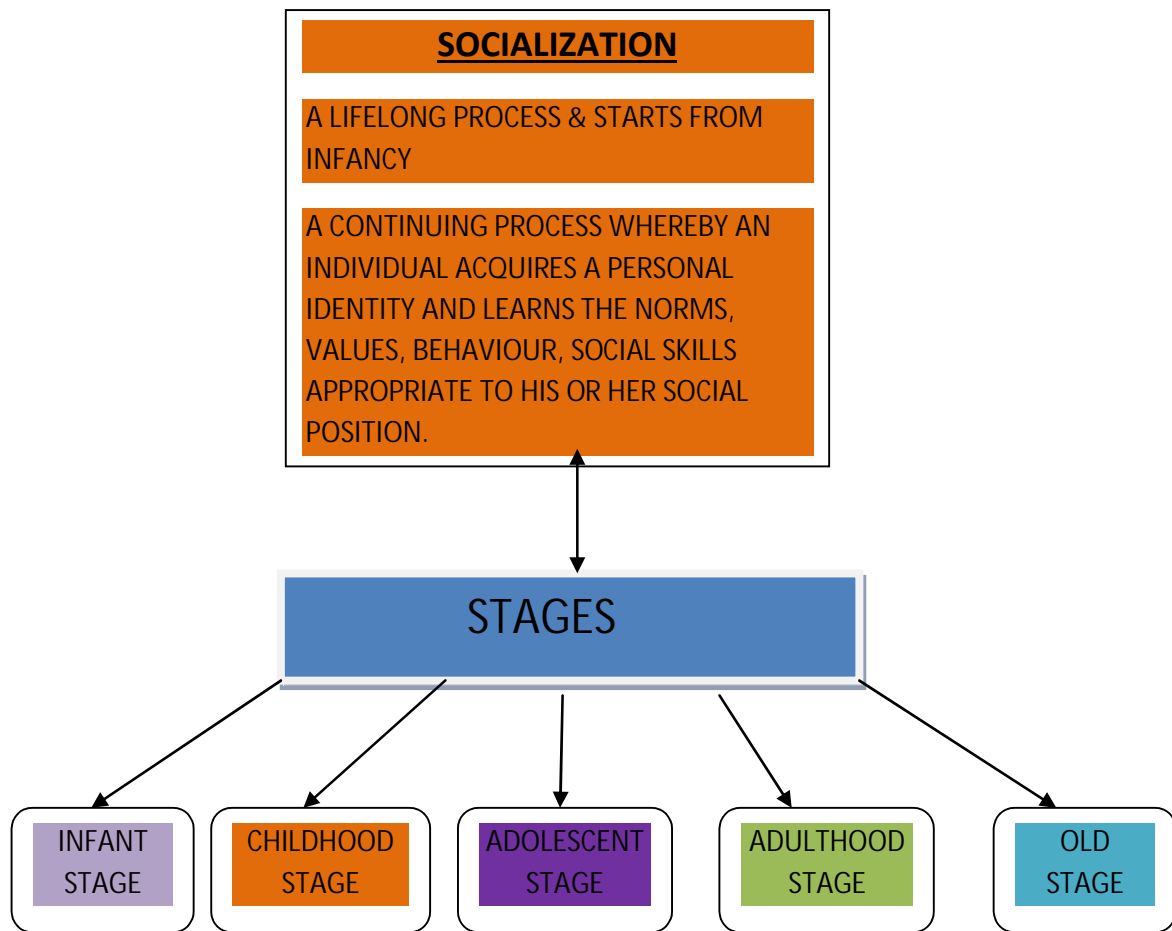 SOCIALIZATION
A LIFELONG PROCESS & STARTS FROM
INFANCY
A CONTINUING PROCESS WHEREBY AN
INDIVIDUAL ACQUIRES A PERSONAL
IDENTITY AND LEARNS THE NORMS,
VALUES, BEHAVIOUR, SOCIAL SKILLS
APPROPRIATE TO HIS OR HER SOCIAL
POSITION.
STAGES
INFANT
STAGE
CHILDHOOD
STAGE
ADOLESCENT
STAGE
ADULTHOOD
STAGE
OLD
STAGE